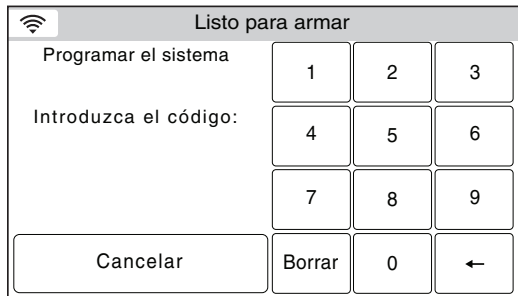 Listo para armar
Programar el sistema
Introduzca el código:
1 2 3
4 5 6
7 8 9
Cancelar Borrar 0 ←